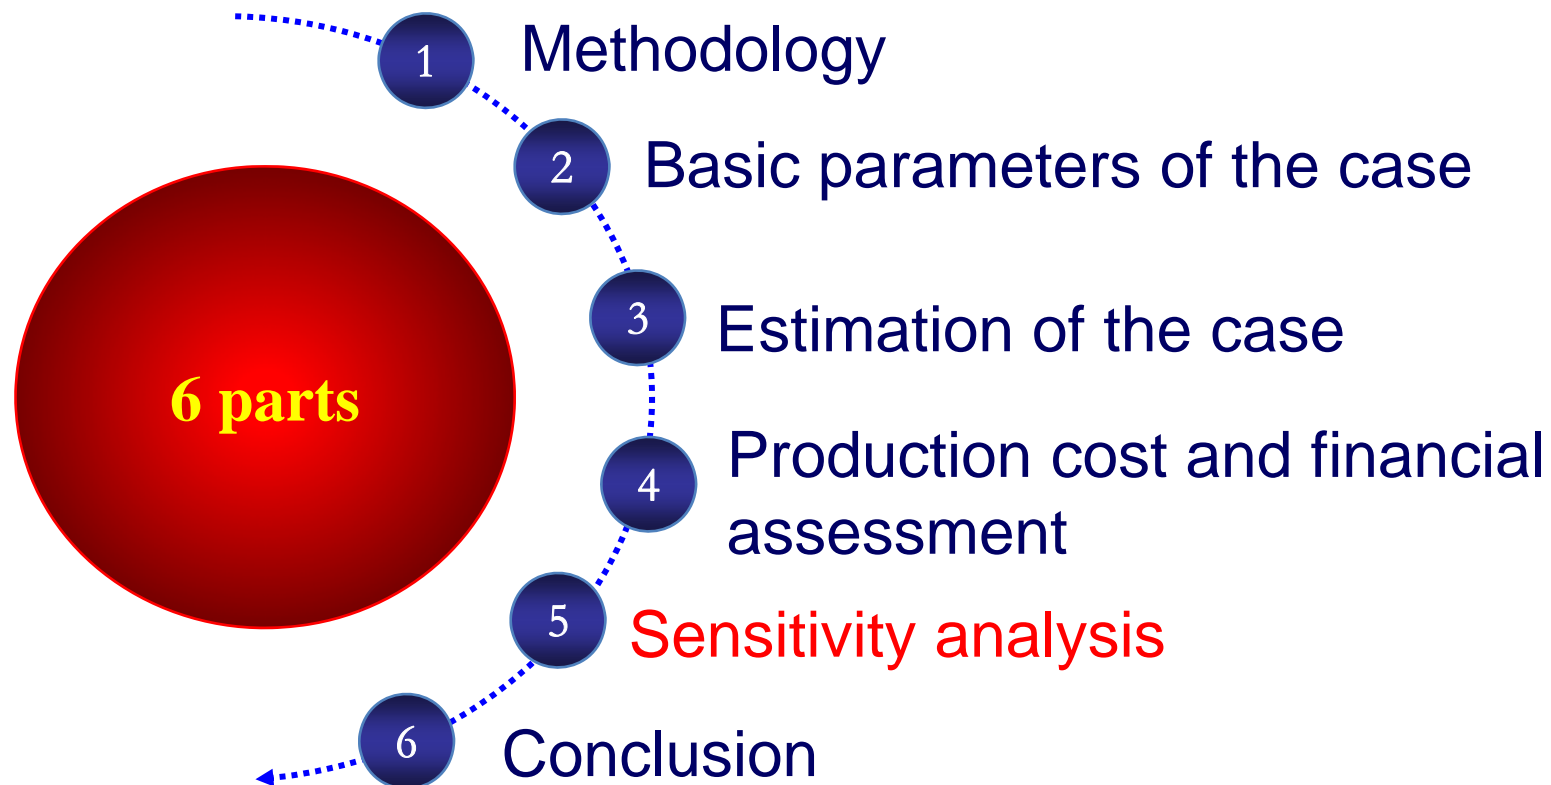 1 Methodology
2 Basic parameters of the case
3 Estimation of the case
6 parts
4 Production cost and financial
assessment
5 Sensitivity analysis
6 Conclusion